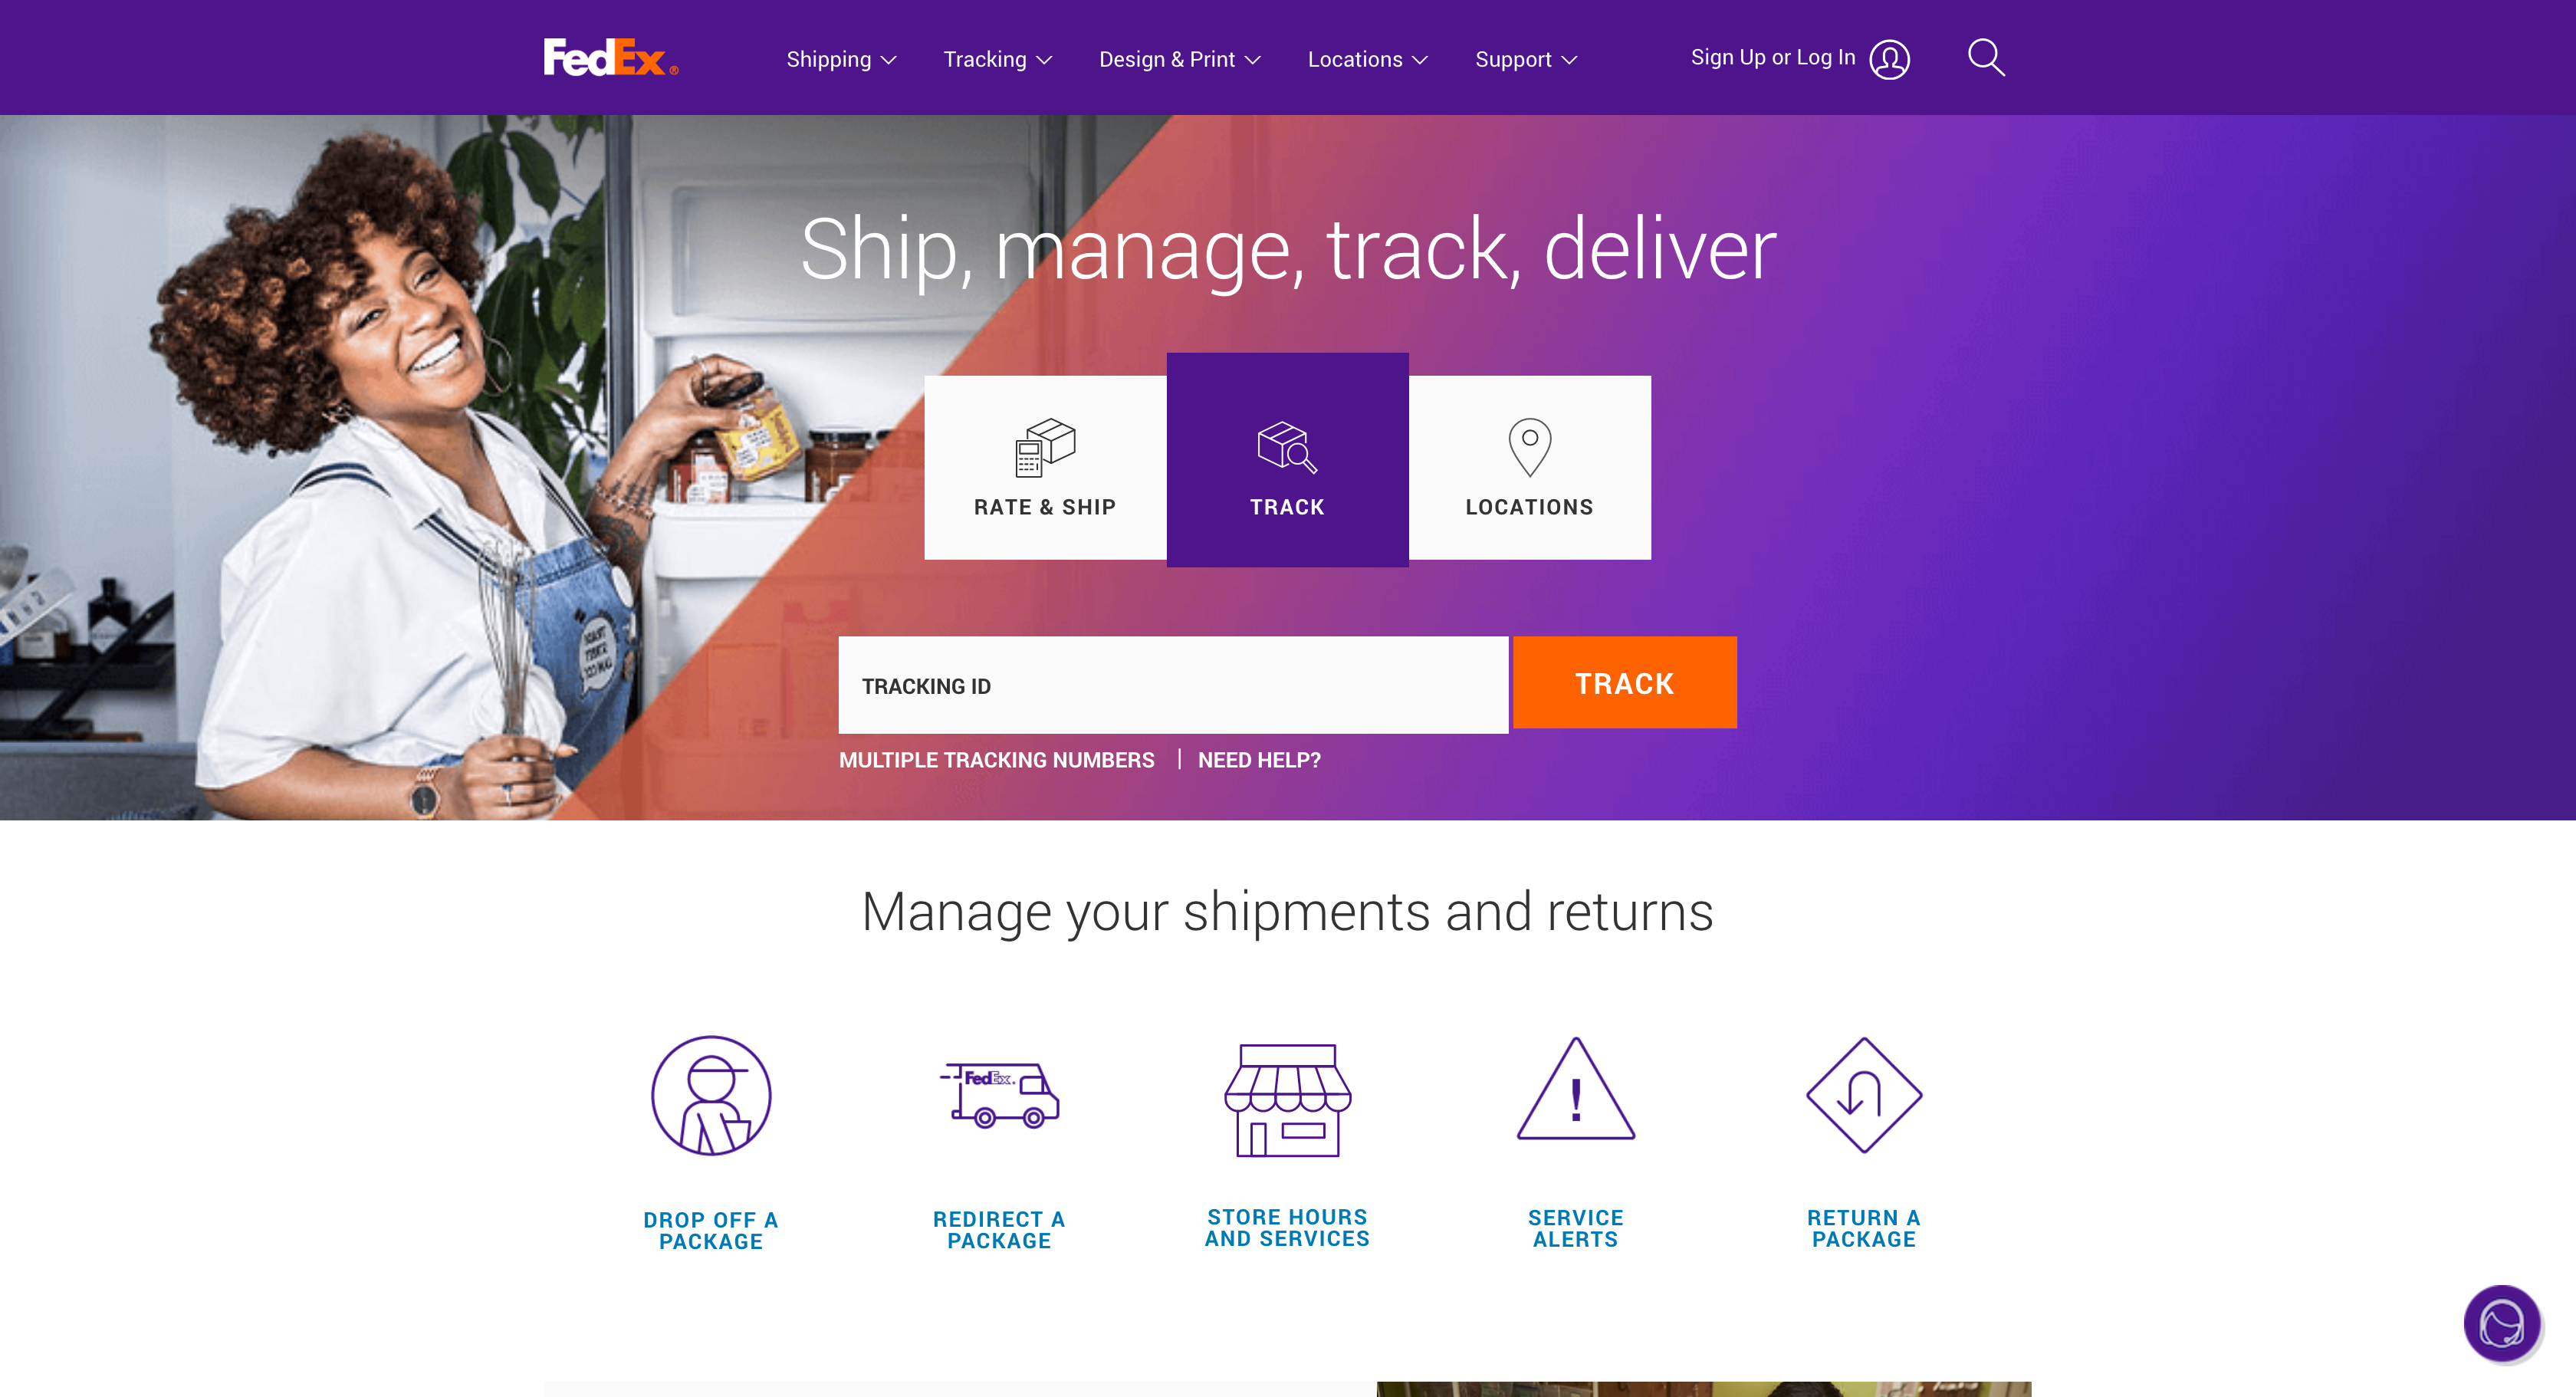 FedEx®
Shipping
Tracking
Design & Print
Locations
Support
Sign Up or Log In
Ship, manage, track, deliver
RATE & SHIP
TRACK
LOCATIONS
TRACKING ID
TRACK
MULTIPLE TRACKING NUMBERS
NEED HELP?
Manage your shipments and returns
FedEx®
DROP OFF A
PACKAGE
REDIRECT A
PACKAGE
STORE HOURS
AND SERVICES
SERVICE
ALERTS
RETURN A
PACKAGE